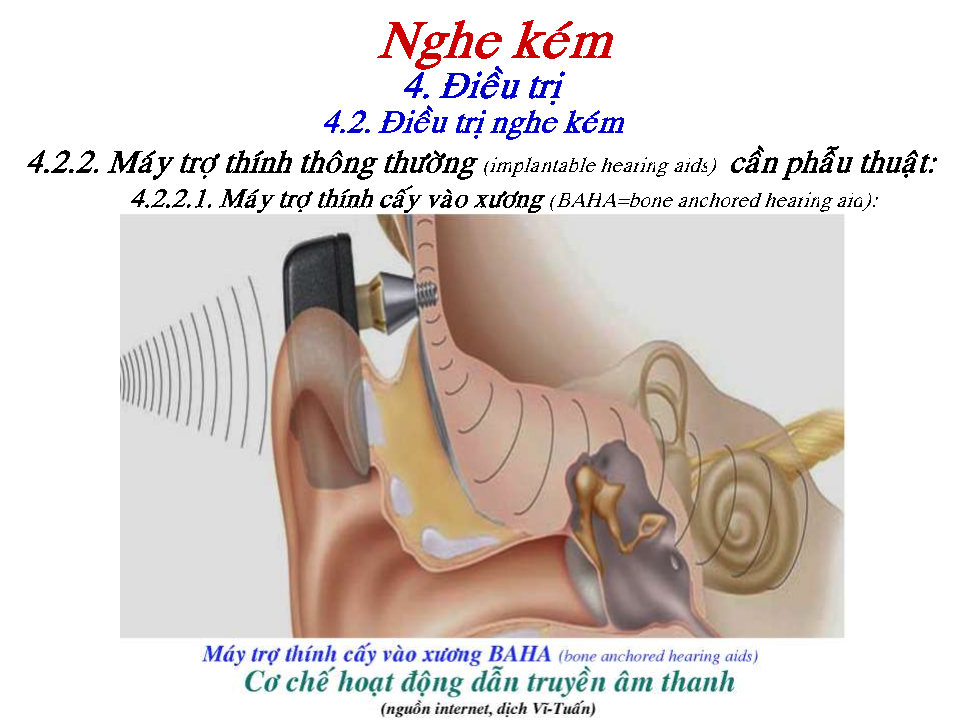 Nghe kém
4. Điều trị
4.2. Điều trị nghe kém
4.2.2. Máy trợ thính thông thường (implantable hearing aids) cần phẫu thuật:
4.2.2.1. Máy trợ thính cấy vào xương (BAHA=bone anchored hearing aid):
Máy trợ thính cấy vào xương BAHA (bone anchored hearing aids)
Cơ chế hoạt động dẫn truyền âm thanh
(nguồn internet, dịch Vĩ-Tuấn)